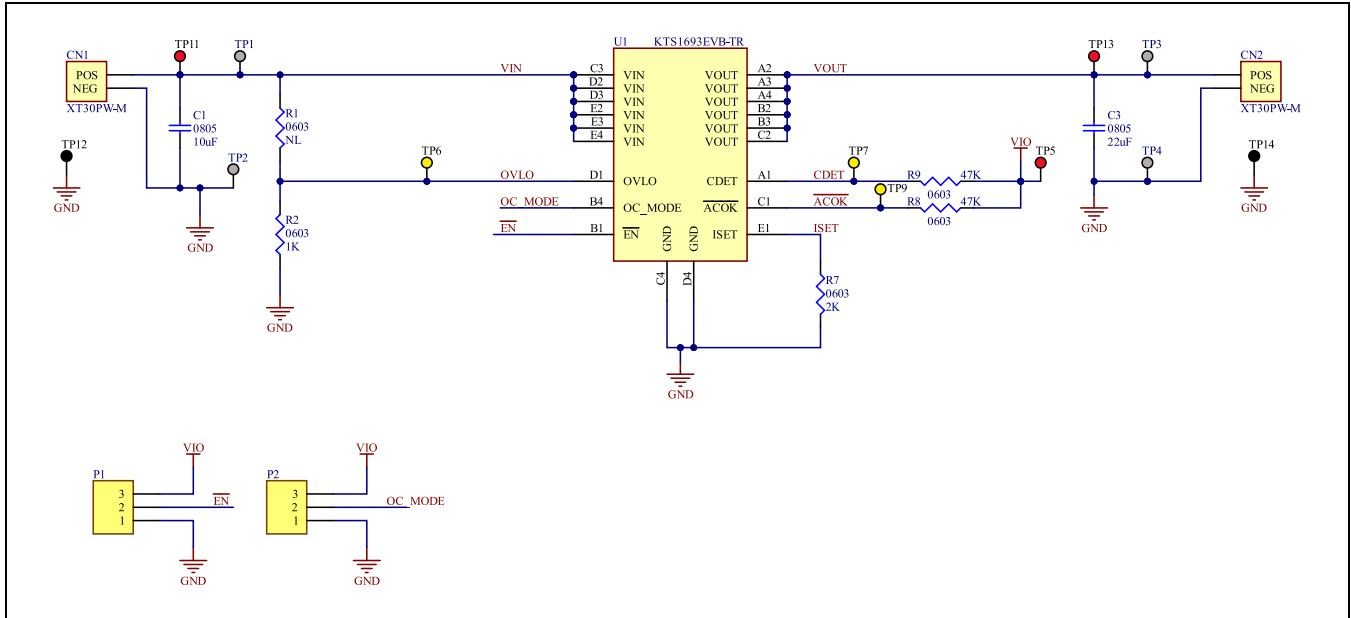 U1 KTS1693EVB-TR
CN1
TP11
TP1
TP13
TP3
CN2
POS
NEG
XT30PW-M
VIN
C3 VIN
D2 VIN
D3 VIN
E2 VIN
E3 VIN
E4 VIN
VOUT A2
VOUT A3
VOUT A4
VOUT B2
VOUT B3
VOUT C2
VOUT
POS
NEG
XT30PW-M
C1
0805
10uF
R1
0603
NL
C3
0805
22uF
TP12
GND
TP2
GND
TP6
OVLO
D1 OVLO
OC_MODE
B4 OC_MODE
EN
B1 EN
CDET A1
CDET
TP7
R9 47K
0603
VIO
TP5
ACOK C1
ACOK
TP9
R8 47K
0603
ISET E1
ISET
GND
GND
C4
D4
R7
0603
2K
TP4
GND
TP14
GND
R2
0603
1K
GND
GND
P1
VIO
3
2 EN
1
GND
P2
VIO
3
2 OC_MODE
1
GND